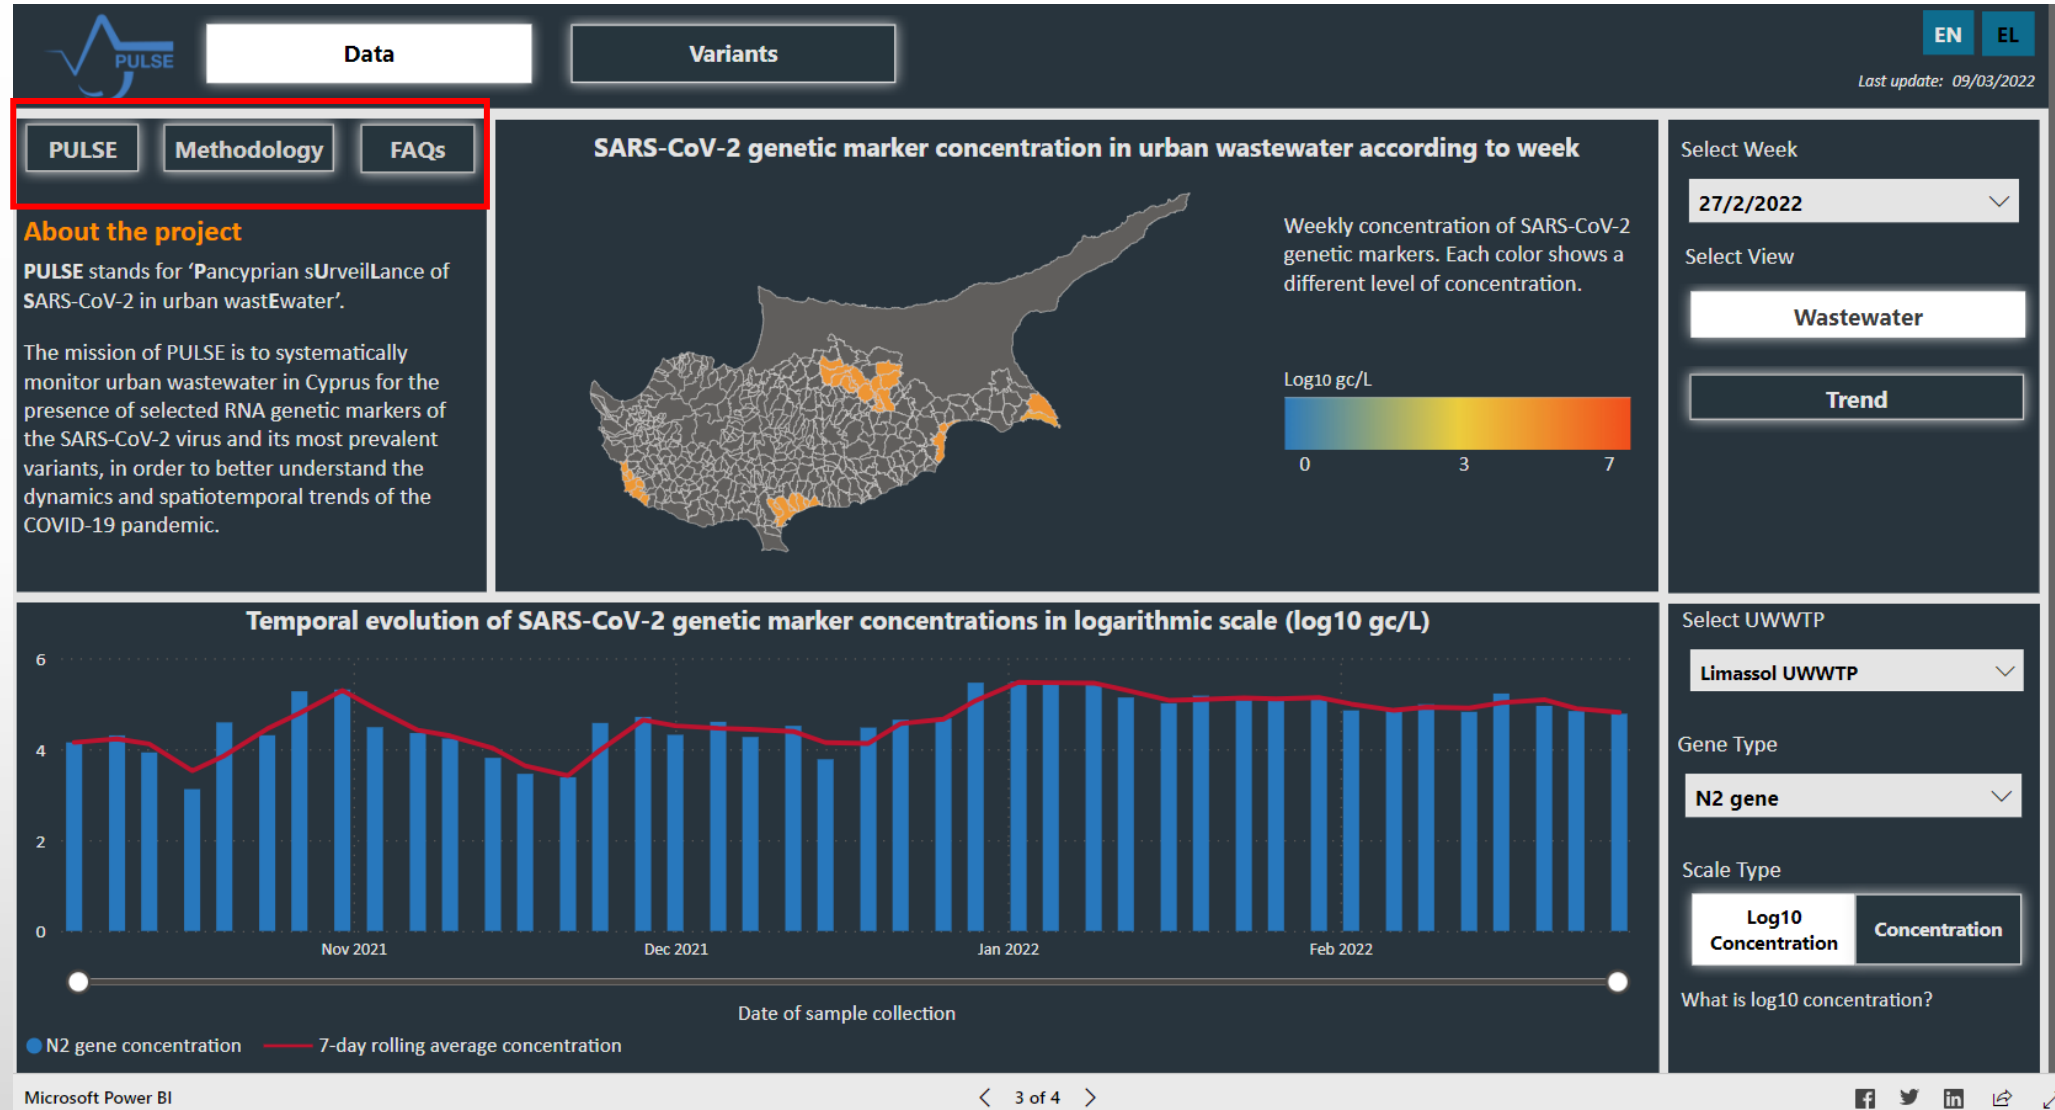 PULSE
Data
Variants
EN
EL
Last update: 09/03/2022
PULSE
Methodology
FAQs
About the project
PULSE stands for ‘Pancyprian sUrveilLance of
SARS-CoV-2 in urban wastEwater’.
The mission of PULSE is to systematically
monitor urban wastewater in Cyprus for the
presence of selected RNA genetic markers of
the SARS-CoV-2 virus and its most prevalent
variants, in order to better understand the
dynamics and spatiotemporal trends of the
COVID-19 pandemic.
SARS-CoV-2 genetic marker concentration in urban wastewater according to week
Weekly concentration of SARS-CoV-2
genetic markers. Each color shows a
different level of concentration.
Log10 gc/L
0 3 7
Select Week
27/2/2022
Select View
Wastewater
Trend
Temporal evolution of SARS-CoV-2 genetic marker concentrations in logarithmic scale (log10 gc/L)
6
4
2
0
Nov 2021 Dec 2021 Jan 2022 Feb 2022
Date of sample collection
N2 gene concentration 7-day rolling average concentration
Select UWWTP
Limassol UWWTP
Gene Type
N2 gene
Scale Type
Log10
Concentration
Concentration
What is log10 concentration?
Microsoft Power BI
3 of 4